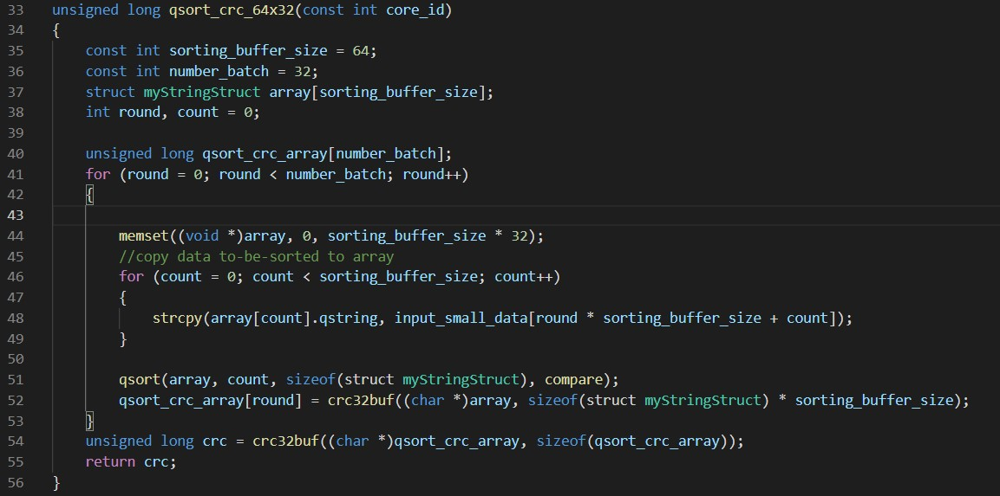 33 unsigned long qsort_crc_64x32(const int core_id)
34 {
35     const int sorting_buffer_size = 64;
36     const int number_batch = 32;
37     struct myStringStruct array[sorting_buffer_size];
38     int round, count = 0;
39
40     unsigned long qsort_crc_array[number_batch];
41     for (round = 0; round < number_batch; round++)
42     {
43
44         memset((void *)array, 0, sorting_buffer_size * 32);
45         //copy data to-be-sorted to array
46         for (count = 0; count < sorting_buffer_size; count++)
47         {
48             strcpy(array[count].qstring, input_small_data[round * sorting_buffer_size + count]);
49         }
50
51         qsort(array, count, sizeof(struct myStringStruct), compare);
52         qsort_crc_array[round] = crc32buf((char *)array, sizeof(struct myStringStruct) * sorting_buffer_size);
53     }
54     unsigned long crc = crc32buf((char *)qsort_crc_array, sizeof(qsort_crc_array));
55     return crc;
56 }